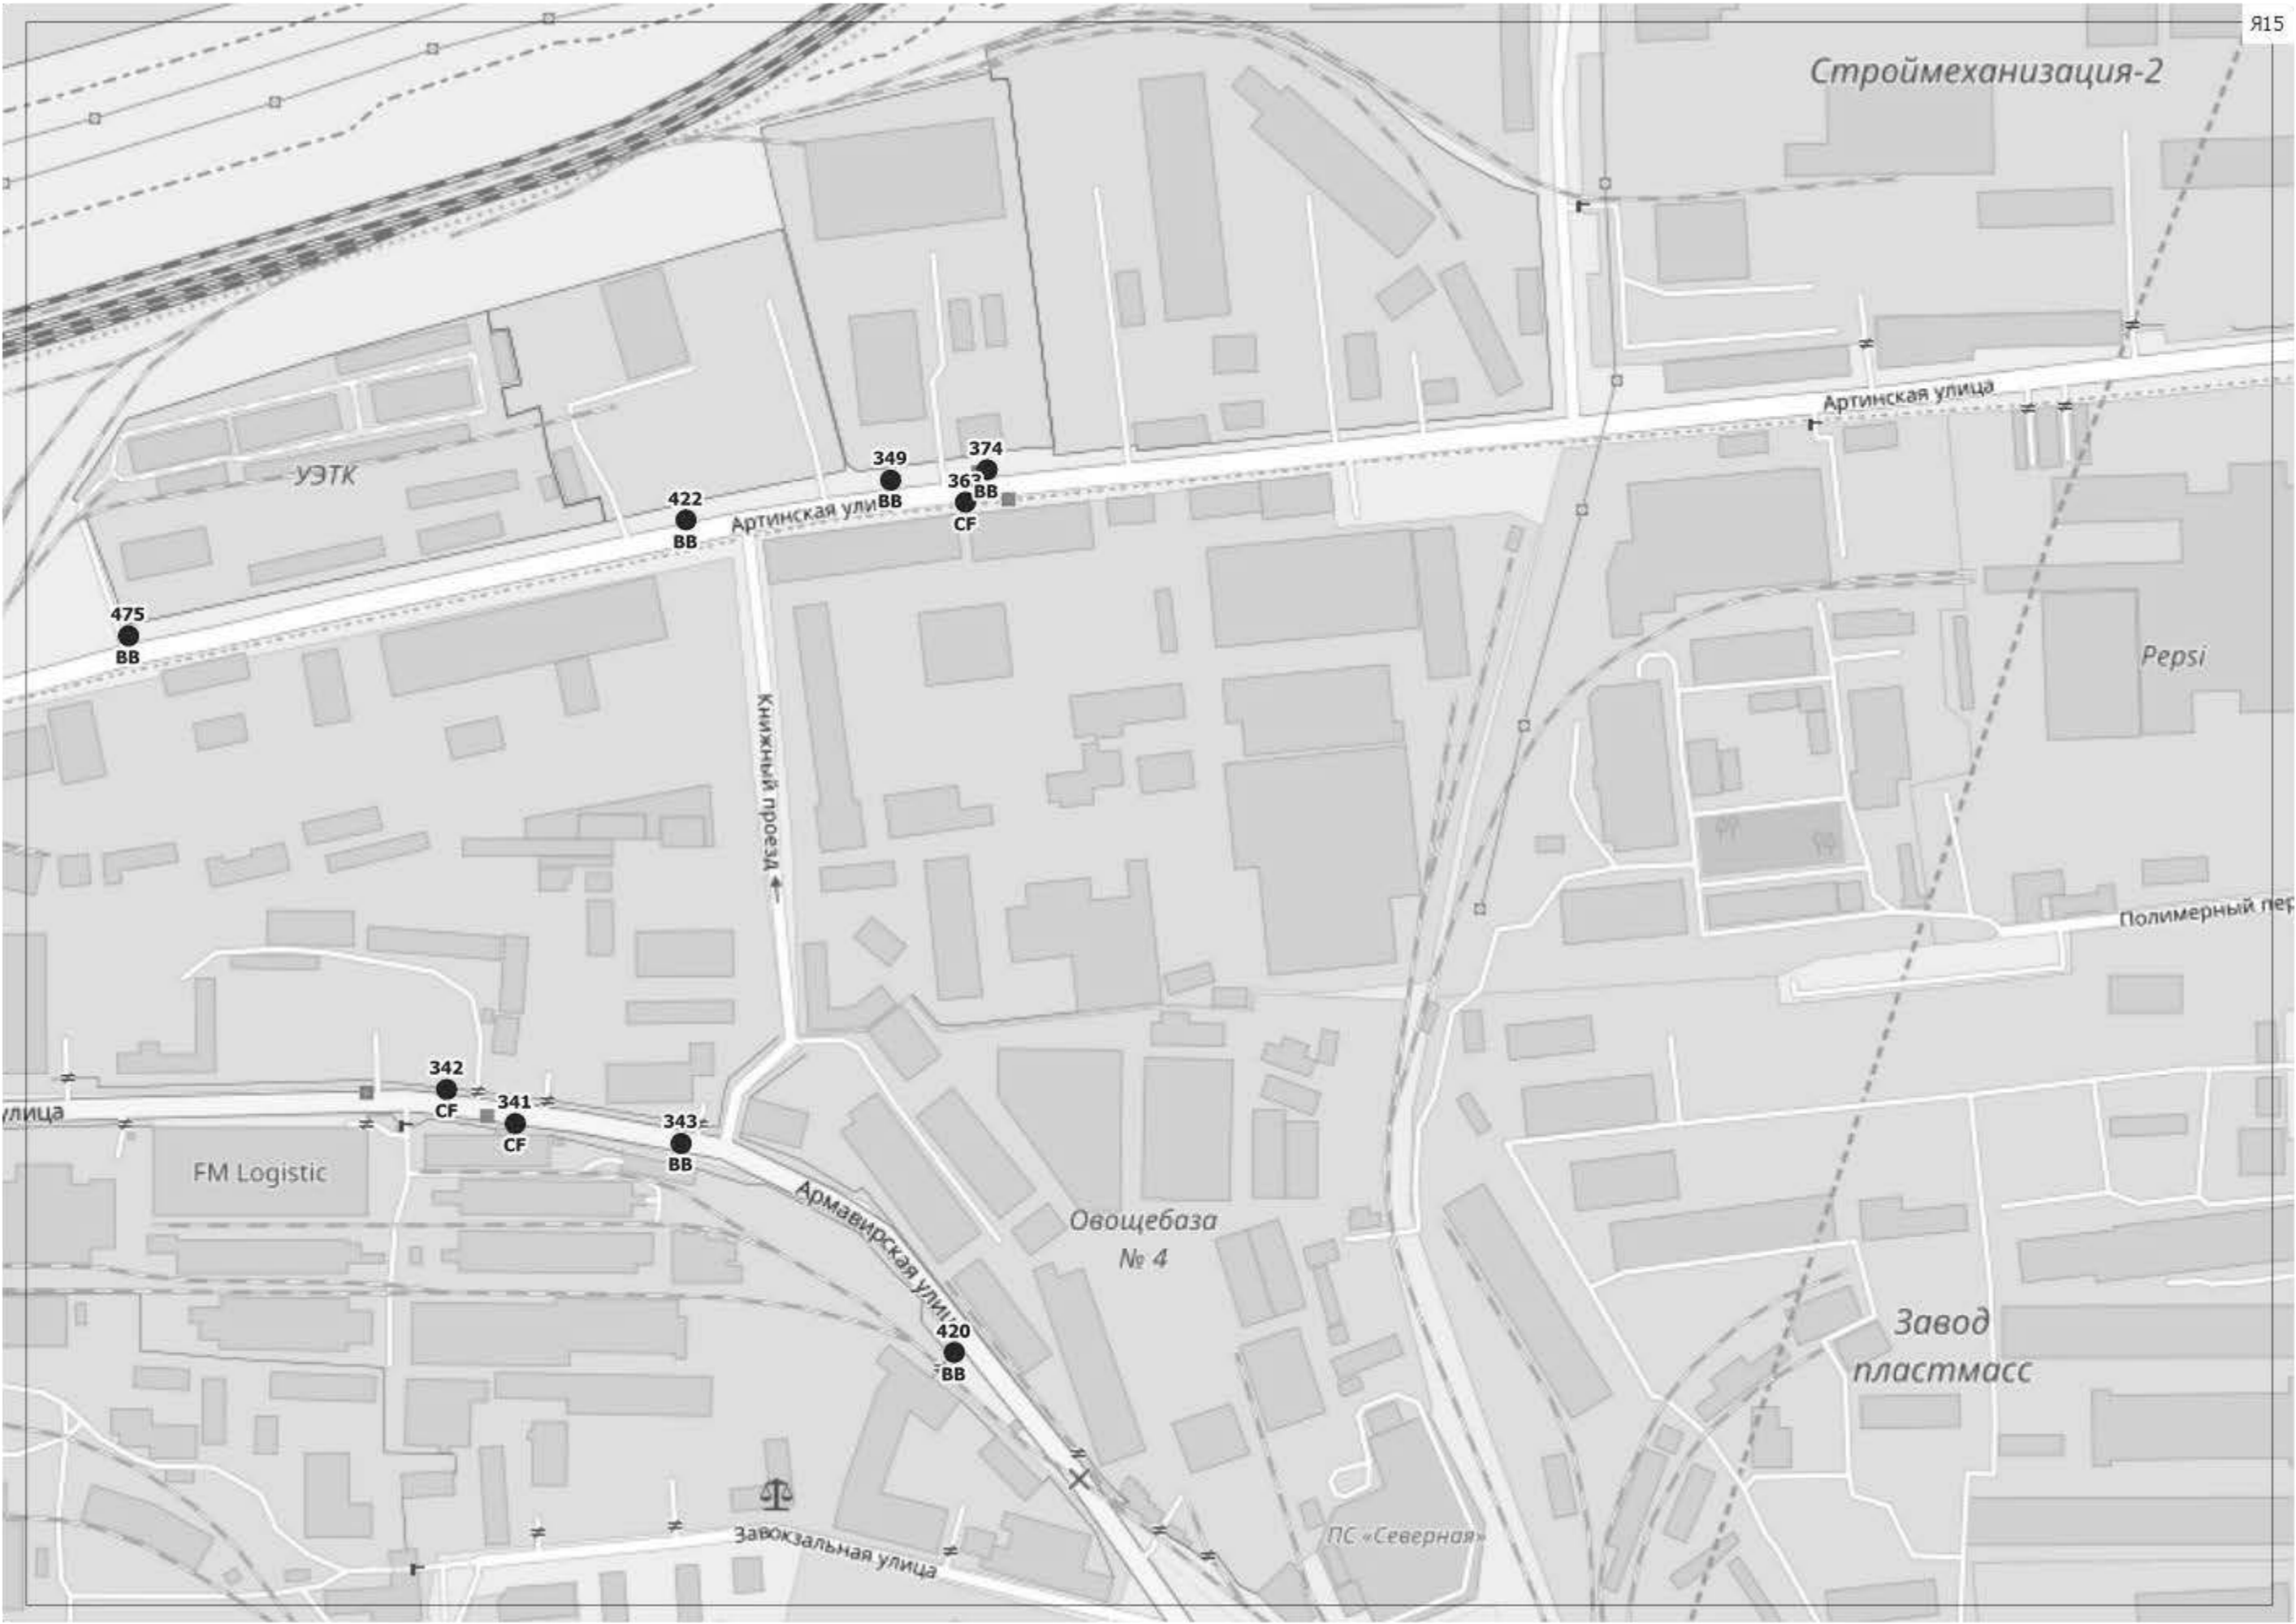 Я15
Строймеханизация-2
Артинская улица
374
349
363
BB
BB
УЭТК
422
Артинская ули
CF
BB
475
BB
Pepsi
Книжный проезд
Полимерный пер
342
CF
341
улица
343
CF
BB
FM Logistic
Армавирская улиц
Овощебаза
№ 4
420
BB
Завод
пластмасс
Завокзальная улица
ПС «Северная»